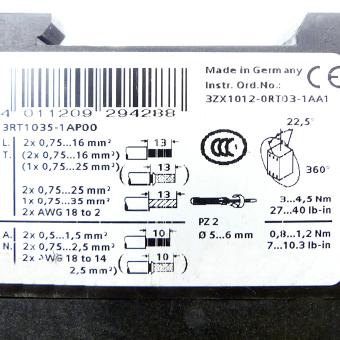 Made in Germany
Instr. Ord.No.:
3ZX1012-0RT03-1AA1
CE
4 011209 294288
3RT1035-1AP00
L. 2x 0,75...16 mm² 13
T. (2x 0,75...16 mm²)
(1x 0,75...25 mm²) 13
2x 0,75...25 mm² 13
1x 0,75...35 mm²
2x AWG 18 to 2
CCC
22,5°
360°
3...4,5 Nm
27...40 lb-in
PZ 2
Ø 5...6 mm
A. 2x 0,5...1,5 mm² 10
N. 2x 0,75...2,5 mm²
2x AWG 18 to 14 10
2,5 mm²)
0,8...1,2 Nm
7...10.3 lb-in